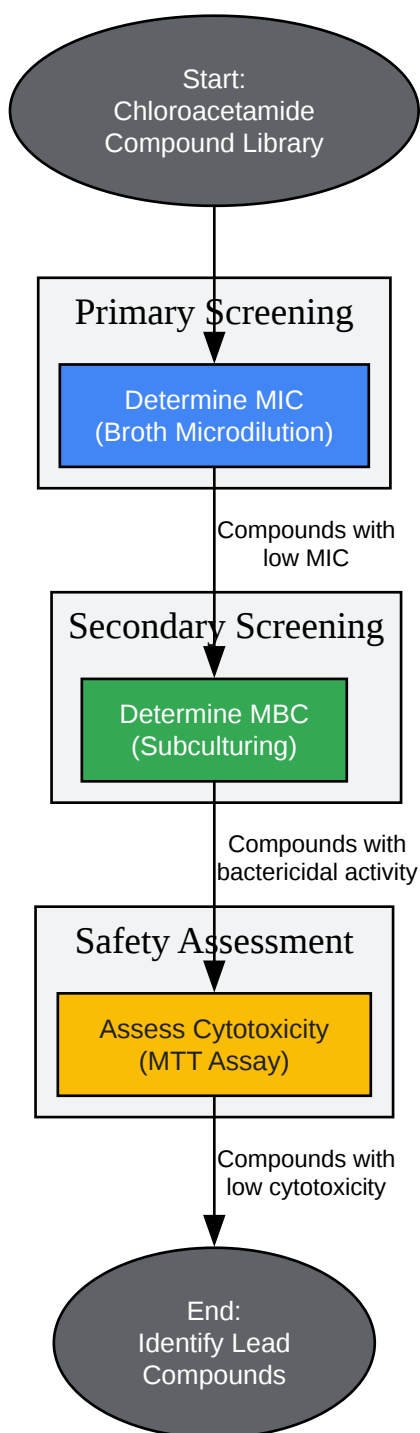 Start:
Chloroacetamide
Compound Library
Primary Screening
Determine MIC
(Broth Microdilution)
Compounds with
low MIC
Secondary Screening
Determine MBC
(Subculturing)
Compounds with
bactericidal activity
Safety Assessment
Assess Cytotoxicity
(MTT Assay)
Compounds with
low cytotoxicity
End:
Identify Lead
Compounds